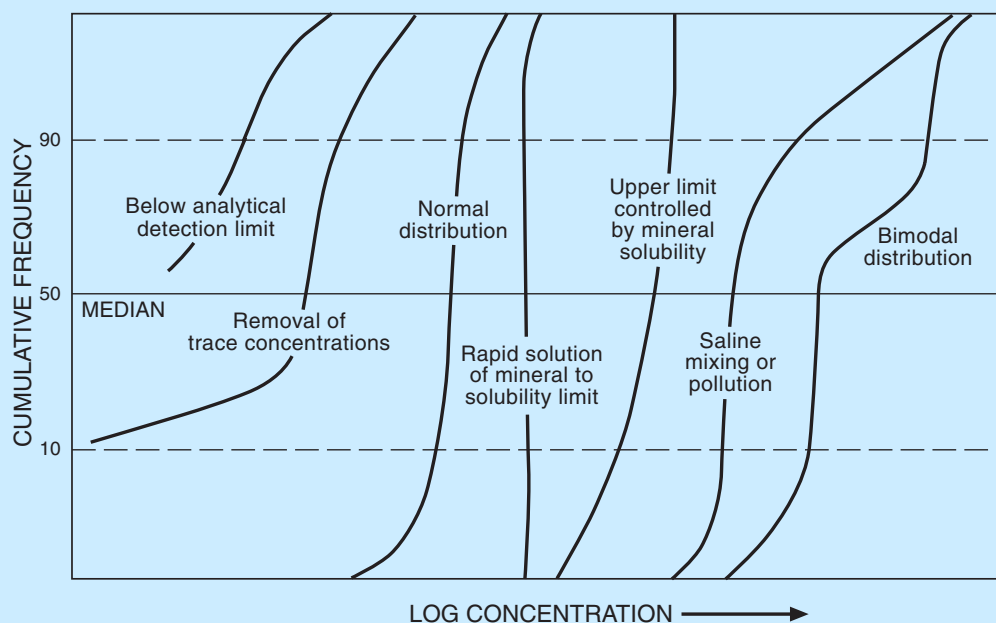 CUMULATIVE FREQUENCY
90
50
10
MEDIAN
Below analytical
detection limit
Removal of
trace concentrations
Normal
distribution
Rapid solution
of mineral to
solubility limit
Upper limit
controlled
by mineral
solubility
Saline
mixing or
pollution
Bimodal
distribution
LOG CONCENTRATION